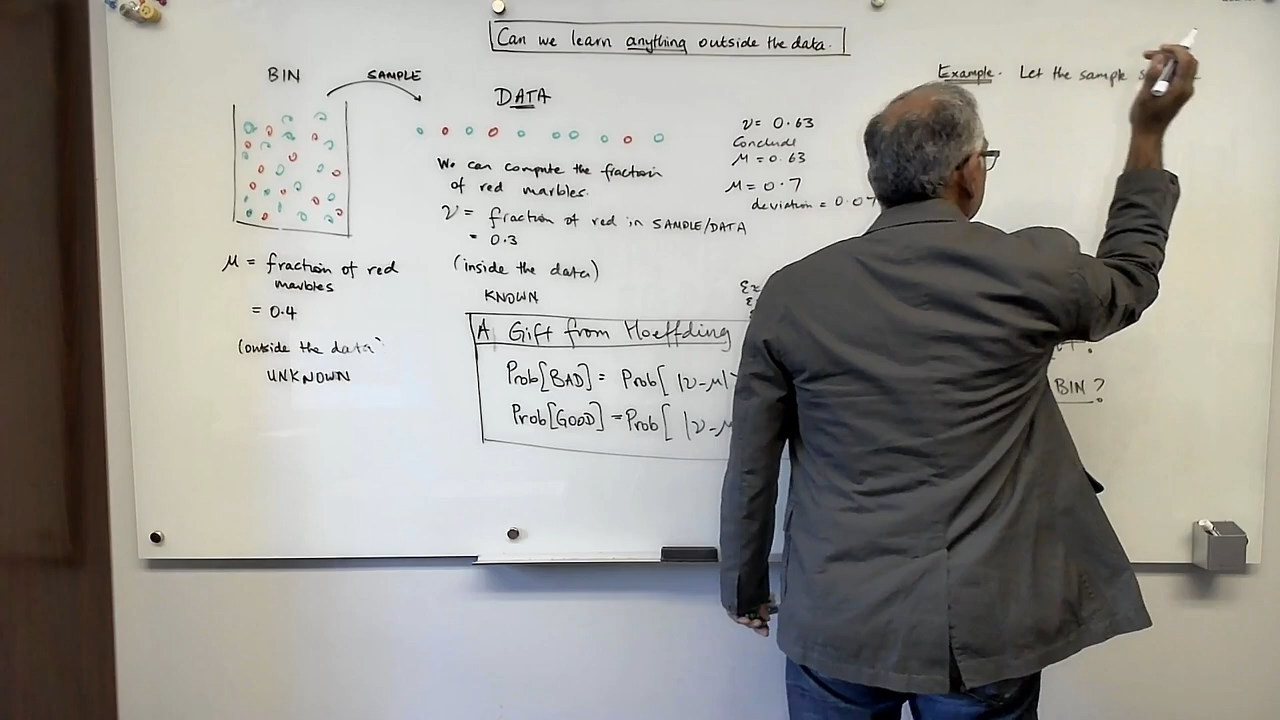 Can we learn anything outside the data.
BIN
SAMPLE
DATA
We can compute the fraction
of red marbles.
ν = fraction of red in SAMPLE/DATA
= 0.3
(inside the data)
KNOWN
μ = fraction of red
marbles
= 0.4
(outside the data)
UNKNOWN
ν = 0.63
Conclude
μ = 0.63
μ = 0.7
deviation = 0.07
A Gift from Hoeffding
Prob[BAD] = Prob[ |ν-μ|
Prob[GOOD] = Prob[ |ν-μ
Example. Let the sample
BIN?